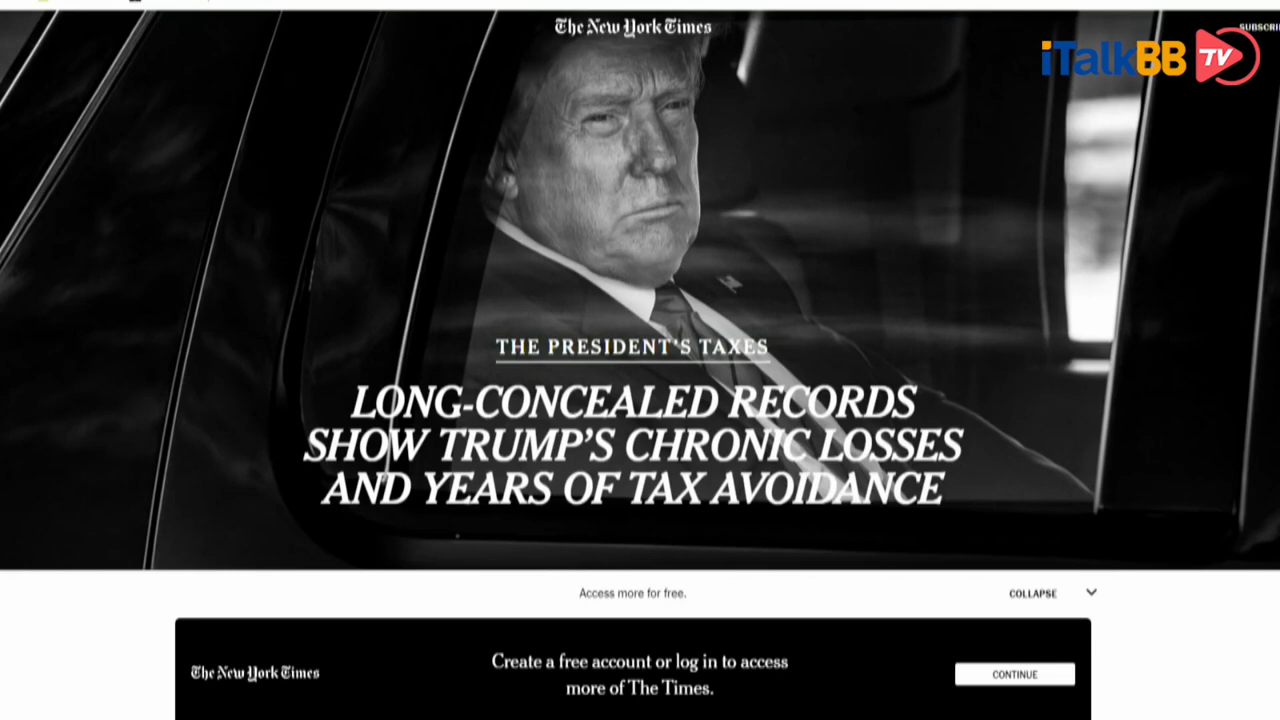 The New York Times
iTalkBB TV
THE PRESIDENT'S TAXES
LONG-CONCEALED RECORDS
SHOW TRUMP'S CHRONIC LOSSES
AND YEARS OF TAX AVOIDANCE
Access more for free.
COLLAPSE
The New York Times
Create a free account or log in to access
more of The Times.
CONTINUE